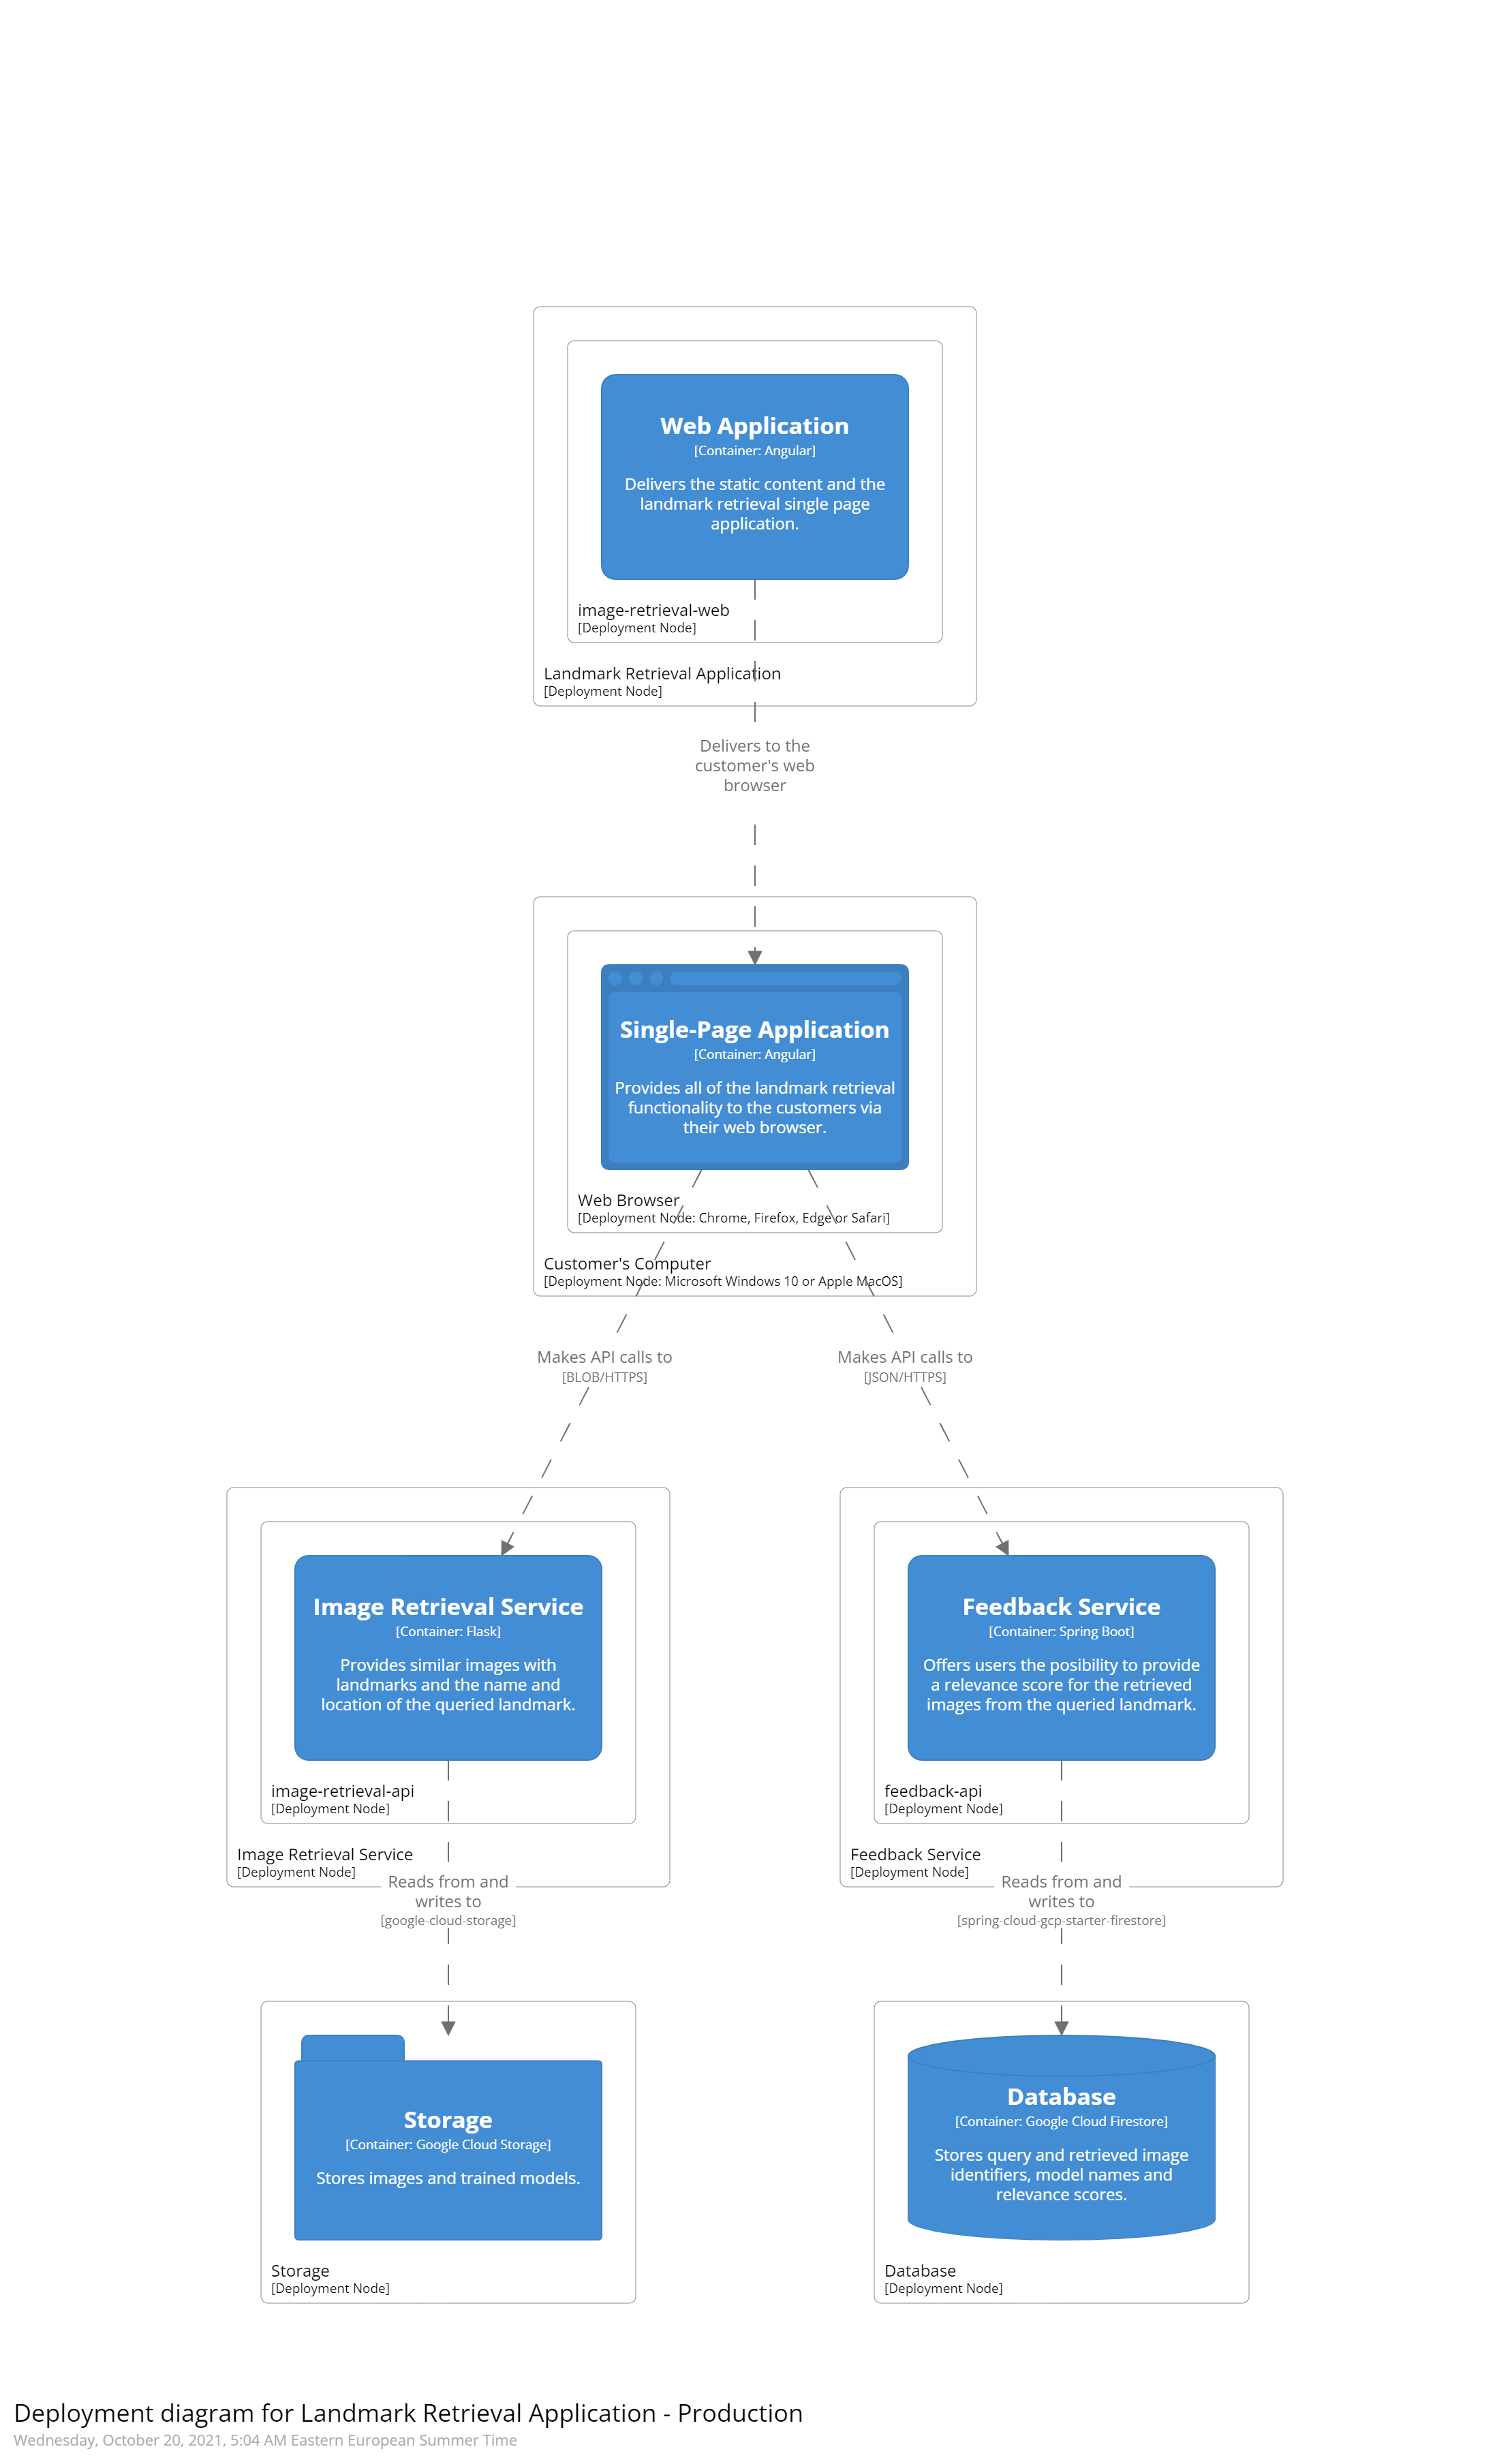 Web Application
[Container: Angular]
Delivers the static content and the
landmark retrieval single page
application.
image-retrieval-web
[Deployment Node]
Landmark Retrieval Application
[Deployment Node]
Delivers to the
customer's web
browser
Single-Page Application
[Container: Angular]
Provides all of the landmark retrieval
functionality to the customers via
their web browser.
Web Browser
[Deployment Node: Chrome, Firefox, Edge or Safari]
Customer's Computer
[Deployment Node: Microsoft Windows 10 or Apple MacOS]
Makes API calls to
[BLOB/HTTPS]
Makes API calls to
[JSON/HTTPS]
Image Retrieval Service
[Container: Flask]
Provides similar images with
landmarks and the name and
location of the queried landmark.
image-retrieval-api
[Deployment Node]
Image Retrieval Service
[Deployment Node]
Reads from and
writes to
[google-cloud-storage]
Feedback Service
[Container: Spring Boot]
Offers users the posibility to provide
a relevance score for the retrieved
images from the queried landmark.
feedback-api
[Deployment Node]
Feedback Service
[Deployment Node]
Reads from and
writes to
[spring-cloud-gcp-starter-firestore]
Storage
[Container: Google Cloud Storage]
Stores images and trained models.
Storage
[Deployment Node]
Database
[Container: Google Cloud Firestore]
Stores query and retrieved image
identifiers, model names and
relevance scores.
Database
[Deployment Node]
Deployment diagram for Landmark Retrieval Application - Production
Wednesday, October 20, 2021, 5:04 AM Eastern European Summer Time